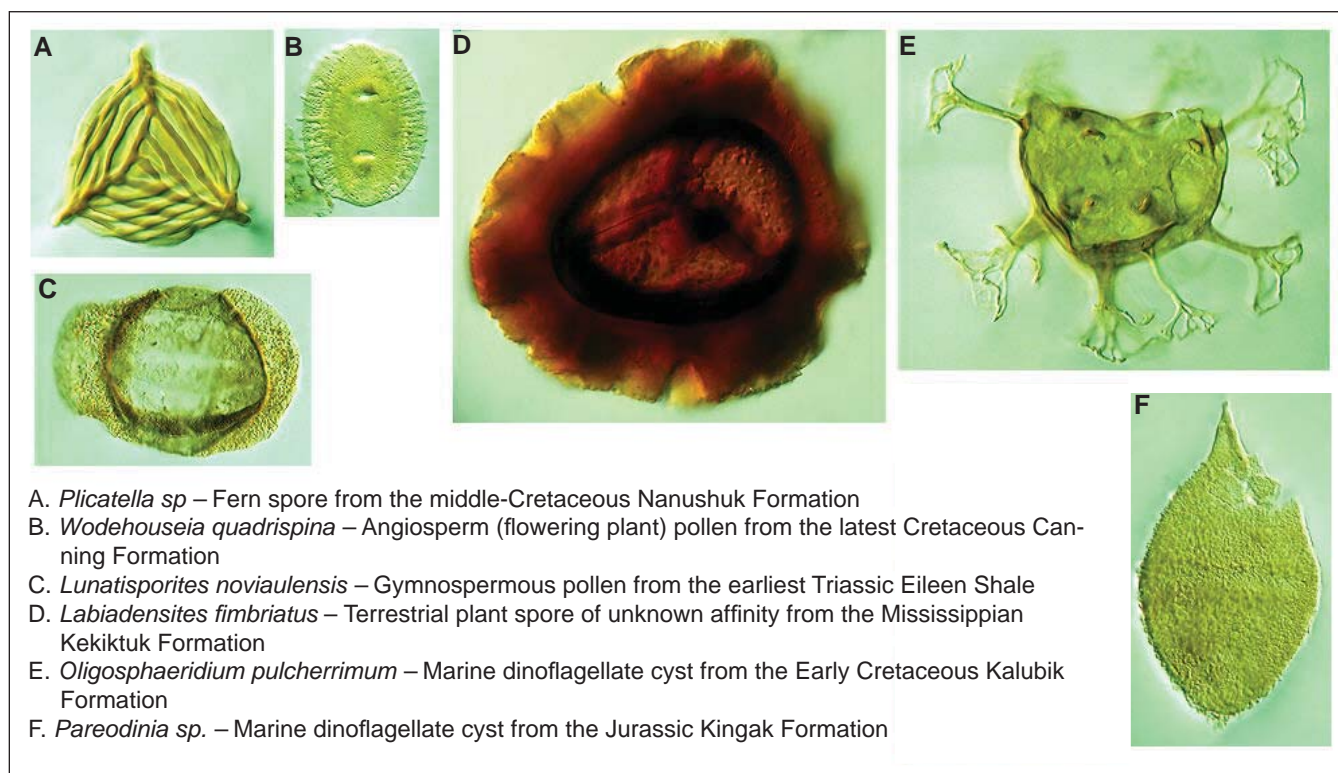 A
B
D
E
C
F
A. Plicatella sp – Fern spore from the middle-Cretaceous Nanushuk Formation
B. Wodehouseia quadrispina – Angiosperm (flowering plant) pollen from the latest Cretaceous Can-
ning Formation
C. Lunatisporites noviaulensis – Gymnospermous pollen from the earliest Triassic Eileen Shale
D. Labiadensites fimbriatus – Terrestrial plant spore of unknown affinity from the Mississippian
Kekiktuk Formation
E. Oligosphaeridium pulcherrimum – Marine dinoflagellate cyst from the Early Cretaceous Kalubik
Formation
F. Pareodinia sp. – Marine dinoflagellate cyst from the Jurassic Kingak Formation